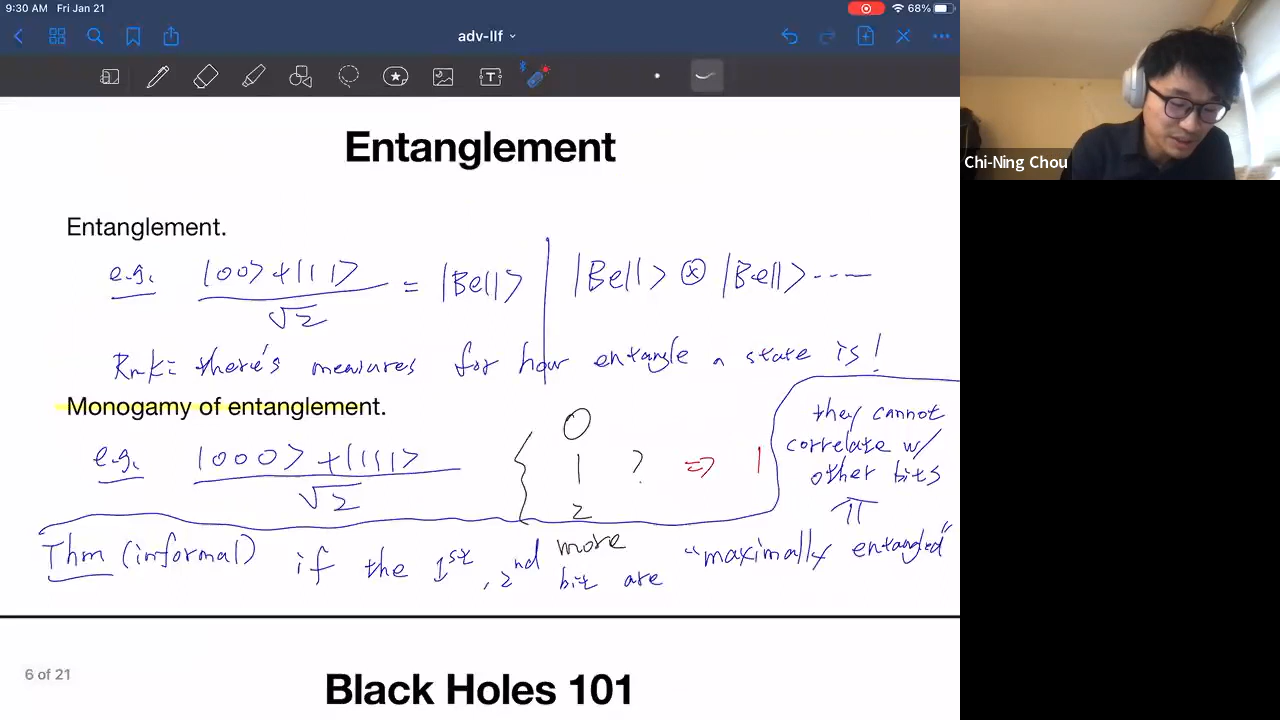 9:30 AM Fri Jan 21
68%
adv-llf
Entanglement
Entanglement.
e.g. |00> + |11> / √2 = |Bell> | |Bell> ⊗ |Bell> ....
Rmk: there's measures for how entangle a state is!
Monogamy of entanglement.
e.g. |000> + |111> / √2
0
1 ? => 1
2
more
they cannot
correlate w/
other bits
Thm (informal) if the 1st, 2nd bit are "maximally entangled"
6 of 21
Black Holes 101
Chi-Ning Chou